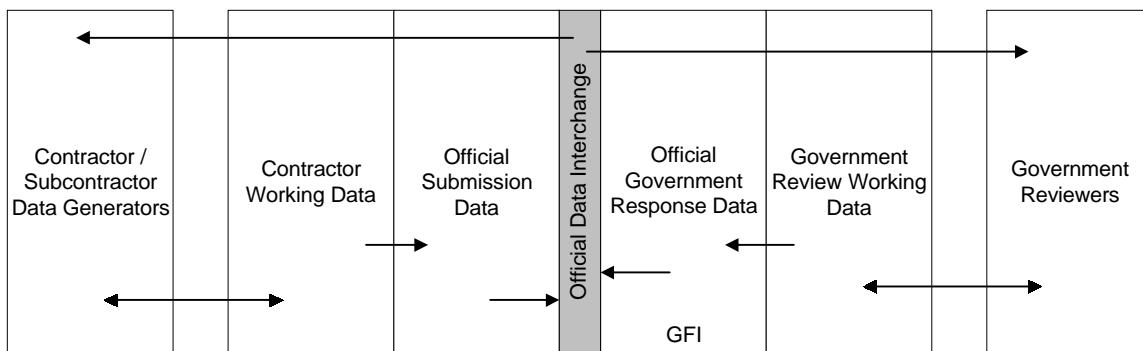 Contractor /
Subcontractor
Data Generators
Contractor
Working Data
Official
Submission
Data
Official Data Interchange
Official
Government
Response Data
GFI
Government
Review Working
Data
Government
Reviewers